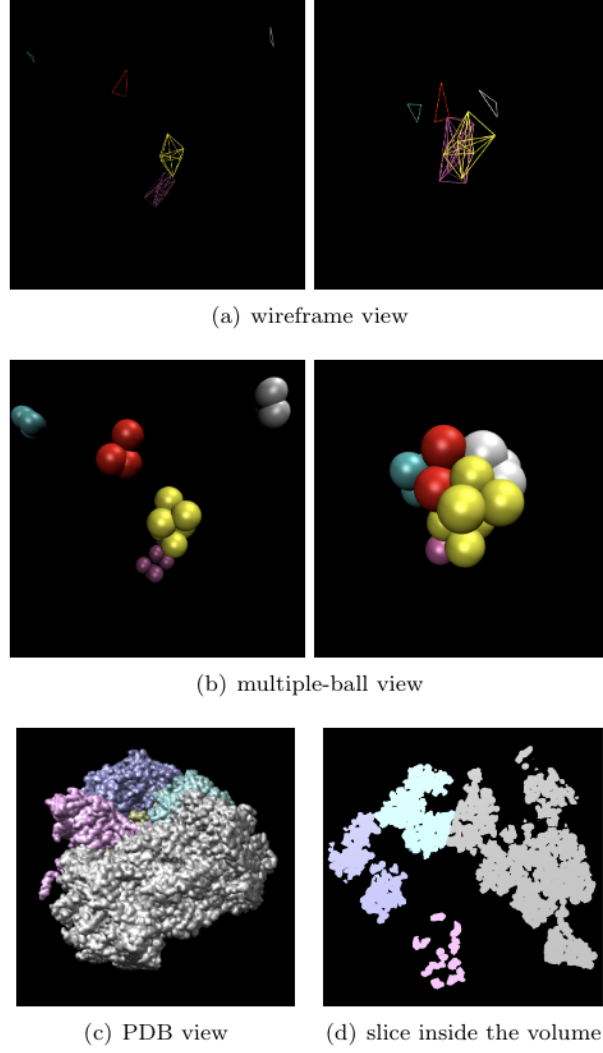 (a) wireframe view
(b) multiple-ball view
(c) PDB view
(d) slice inside the volume